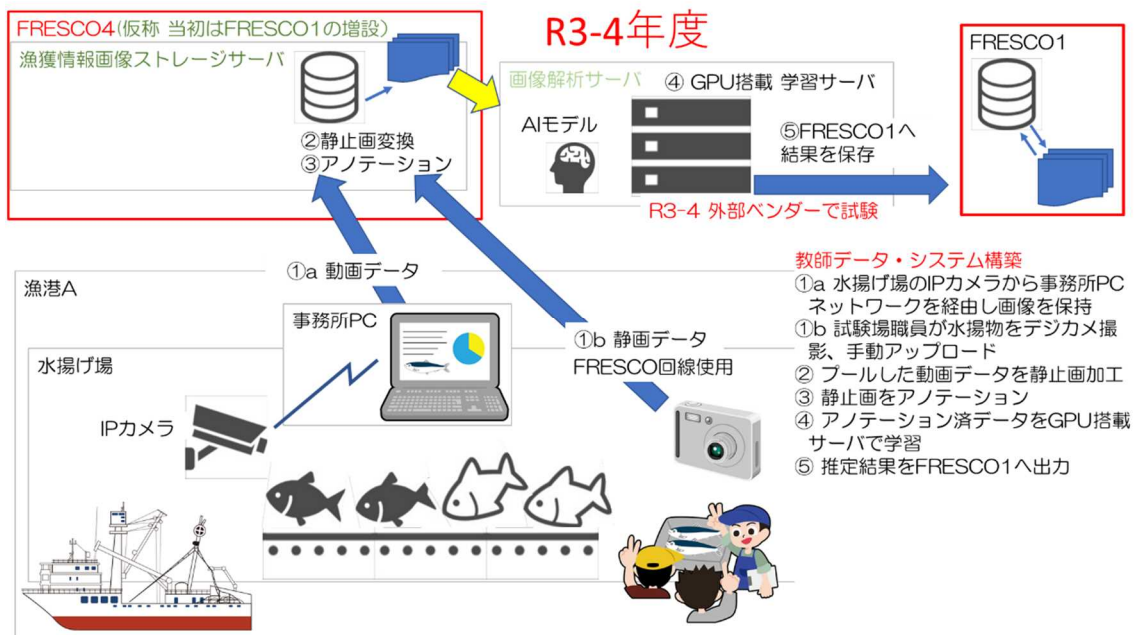 R3-4年度
FRESCO4(仮称 当初はFRESCO1の増設)
漁獲情報画像ストレージサーバ
②静止画変換
③アノテーション
画像解析サーバ
④ GPU搭載 学習サーバ
AIモデル
⑤FRESCO1へ
結果を保存
R3-4 外部ベンダーで試験
FRESCO1
①a 動画データ
①b 静画データ
FRESCO回線使用
漁港A
事務所PC
水揚げ場
IPカメラ
教師データ・システム構築
①a 水揚げ場のIPカメラから事務所PC
ネットワークを経由し画像を保持
①b 試験場職員が水揚物をデジカメ撮
影、手動アップロード
② プールした動画データを静止画加工
③ 静止画をアノテーション
④ アノテーション済データをGPU搭載
サーバで学習
⑤ 推定結果をFRESCO1へ出力